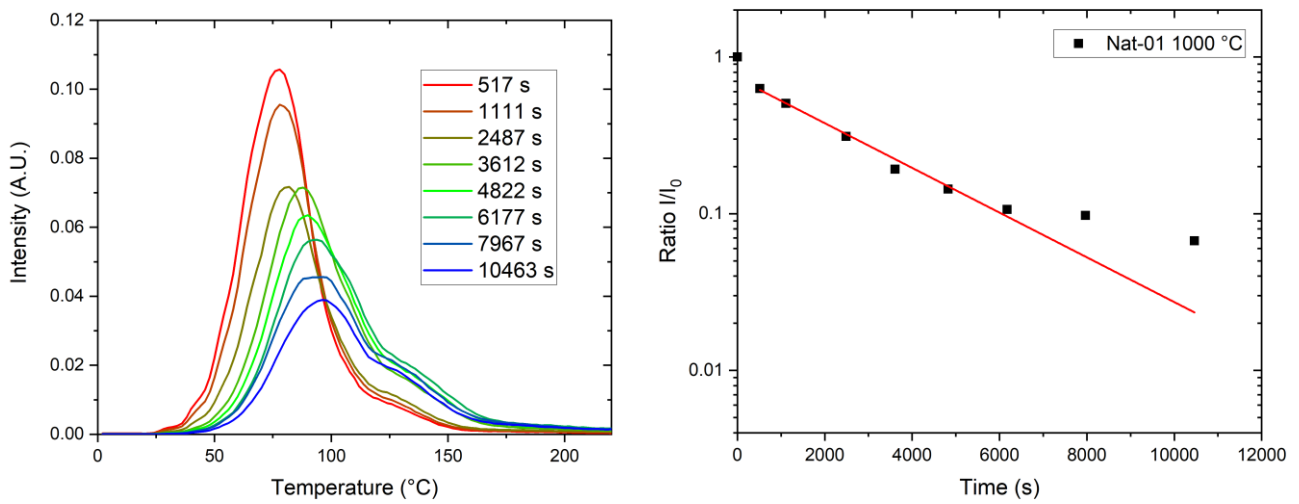 0.12
0.10
0.08
0.06
0.04
0.02
0.00
Intensity (A.U.)
517 s
1111 s
2487 s
3612 s
4822 s
6177 s
7967 s
10463 s
0 50 100 150 200
Temperature (°C)
1
0.1
0.01
Ratio I/I₀
Nat-01 1000 °C
0 2000 4000 6000 8000 10000 12000
Time (s)